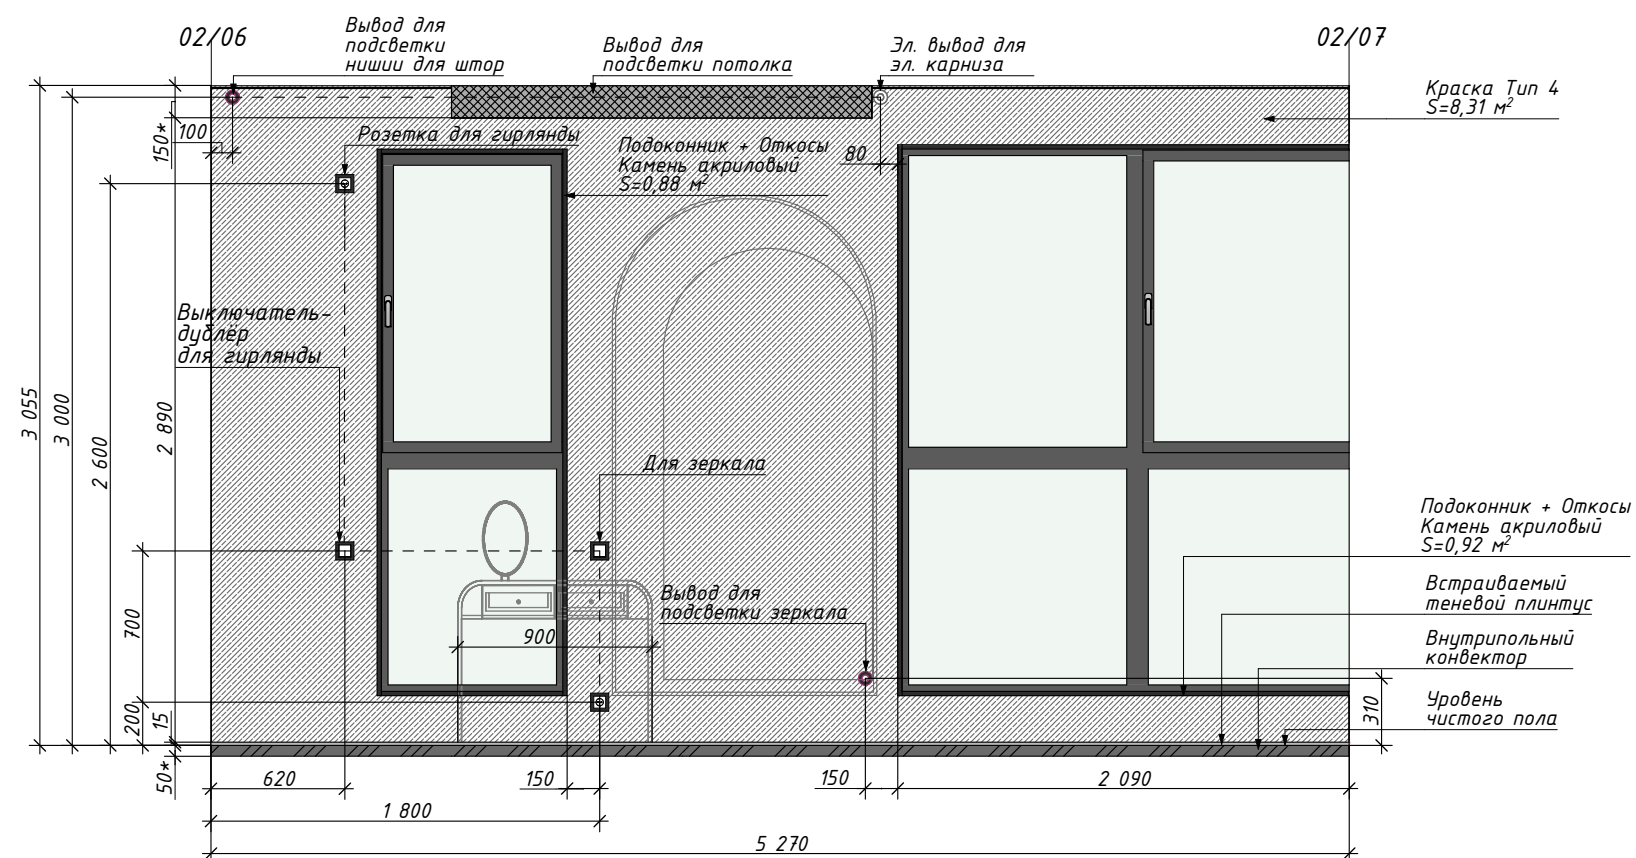 02/06
Вывод для
подсветки
нишии для штор
Вывод для
подсветки потолка
Эл. вывод для
эл. карниза
02/07
Краска Тип 4
S=8,31 м²
150*
100
Розетка для гирлянды
Подоконник + Откосы
Камень акриловый
S=0,88 м²
80
Выключатель-
дублёр
для гирлянды
3 055
3 000
2 600
2 890
Для зеркала
Вывод для
подсветки зеркала
900
700
200
15
50*
Подоконник + Откосы
Камень акриловый
S=0,92 м²
Встраиваемый
теневой плинтус
Внутрипольный
конвектор
Уровень
чистого пола
310
620
150
150
2 090
1 800
5 270